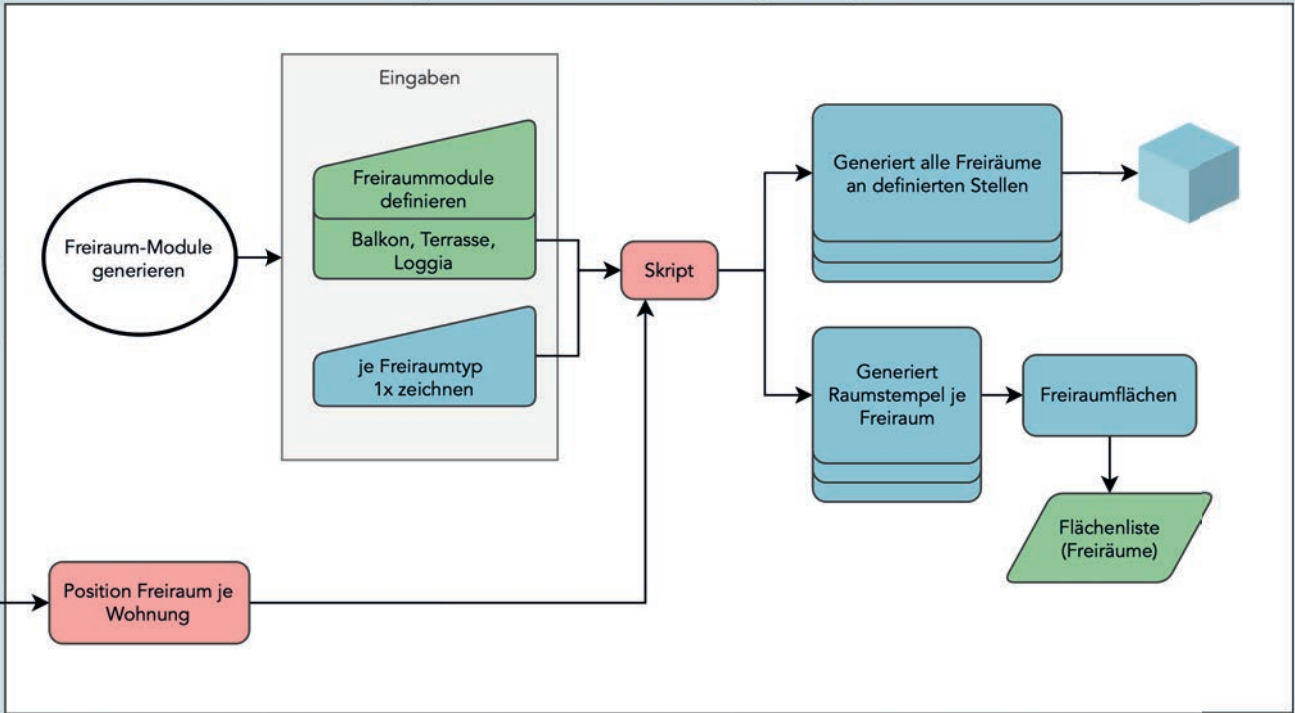 Eingaben
Freiraummodule
definieren
Balkon, Terrasse,
Loggia
je Freiraumtyp
1x zeichnen
Freiraum-Module
generieren
Skript
Generiert alle Freiräume
an definierten Stellen
Generiert
Raumstempel je
Freiraum
Freiraumflächen
Flächenliste
(Freiräume)
Position Freiraum je
Wohnung